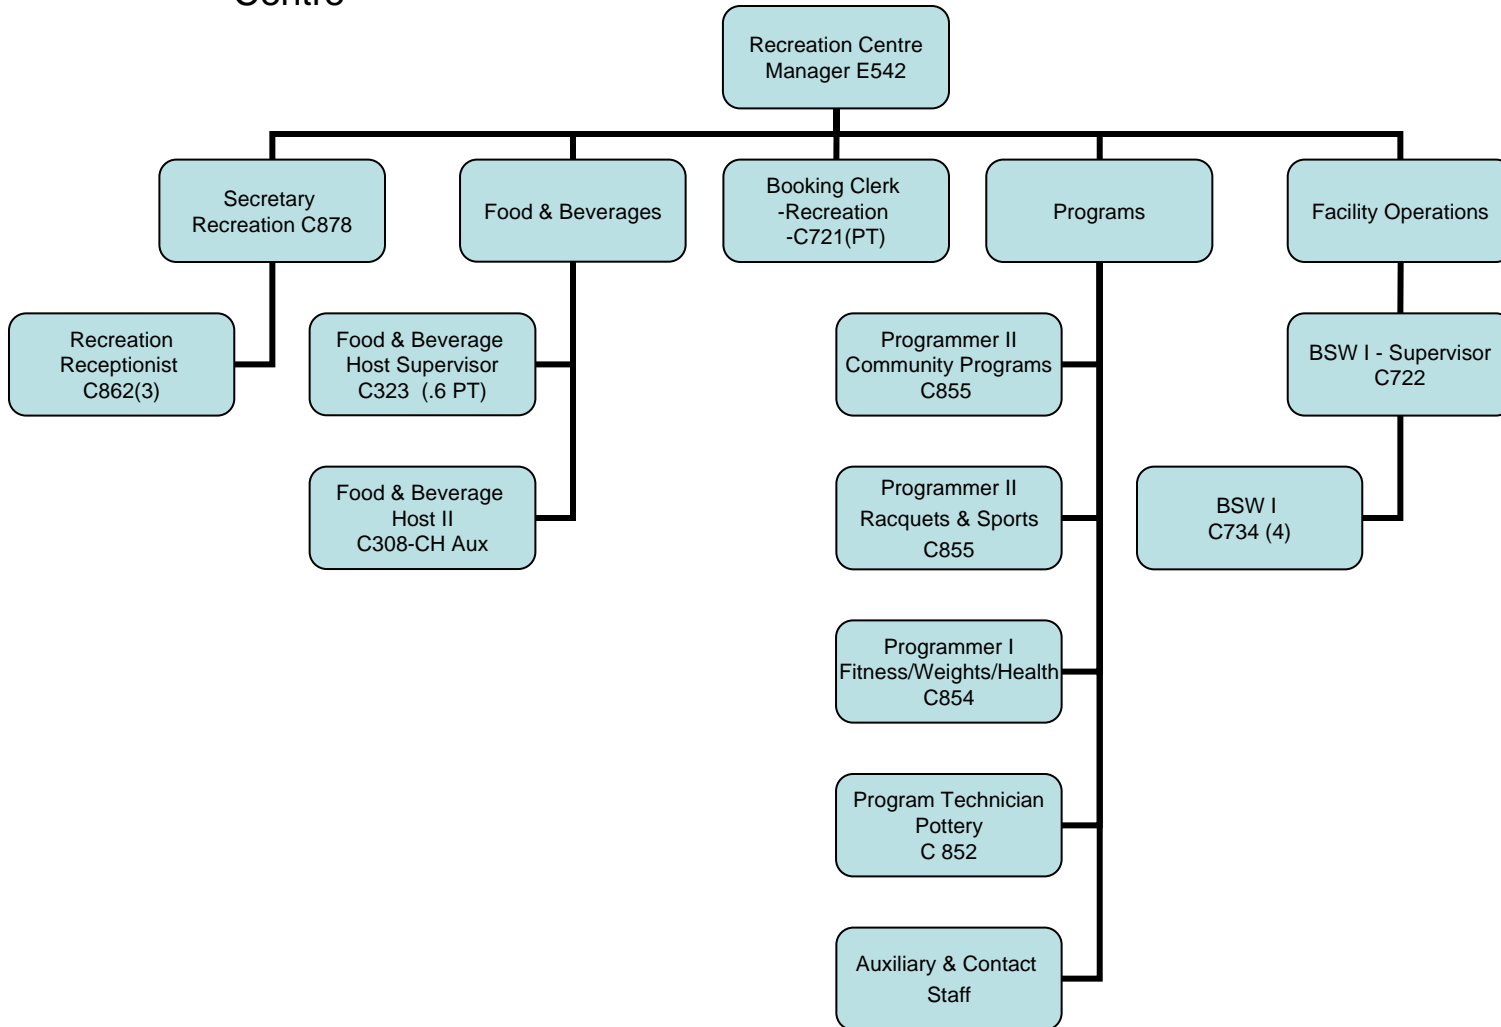 Centre
Recreation Centre
Manager E542
Secretary
Recreation C878
Food & Beverages
Booking Clerk
-Recreation
-C721(PT)
Programs
Facility Operations
Recreation
Receptionist
C862(3)
Food & Beverage
Host Supervisor
C323 (.6 PT)
Programmer II
Community Programs
C855
BSW I - Supervisor
C722
Food & Beverage
Host II
C308-CH Aux
Programmer II
Racquets & Sports
C855
BSW I
C734 (4)
Programmer I
Fitness/Weights/Health
C854
Program Technician
Pottery
C 852
Auxiliary & Contact
Staff